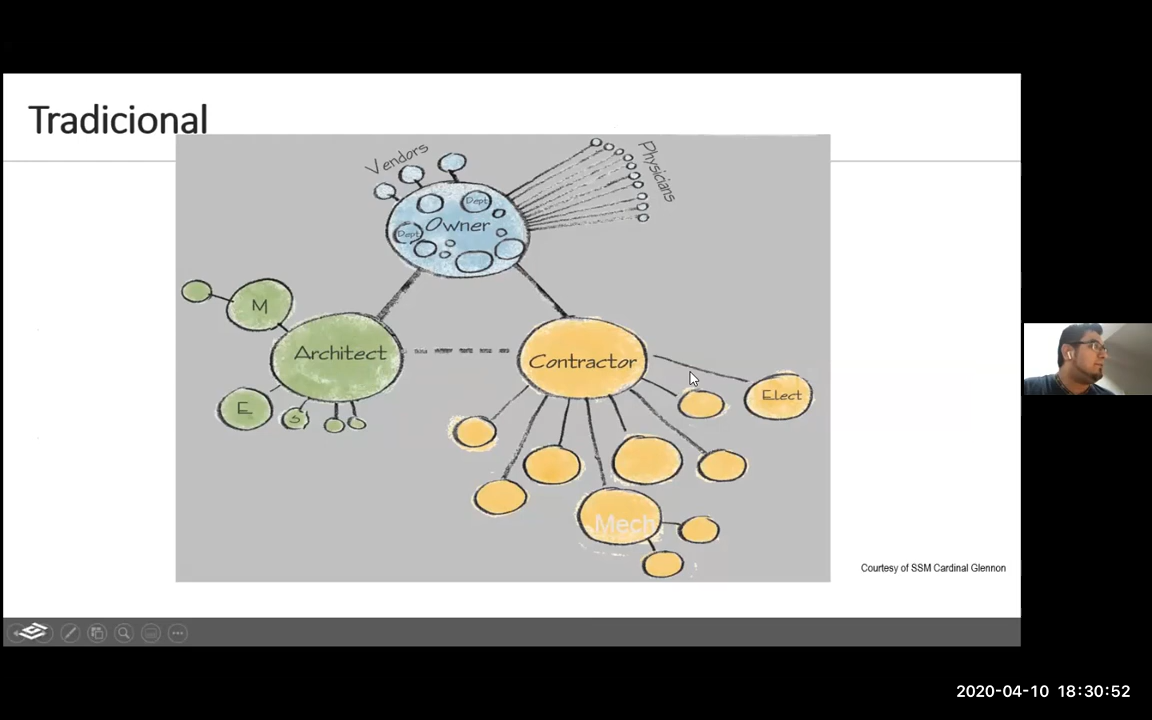 Tradicional
Vendors
Physicians
Dept
Owner
Dept
M
Architect
Contractor
E
S
Elect
Mech
Courtesy of SSM Cardinal Glennon
2020-04-10 18:30:52